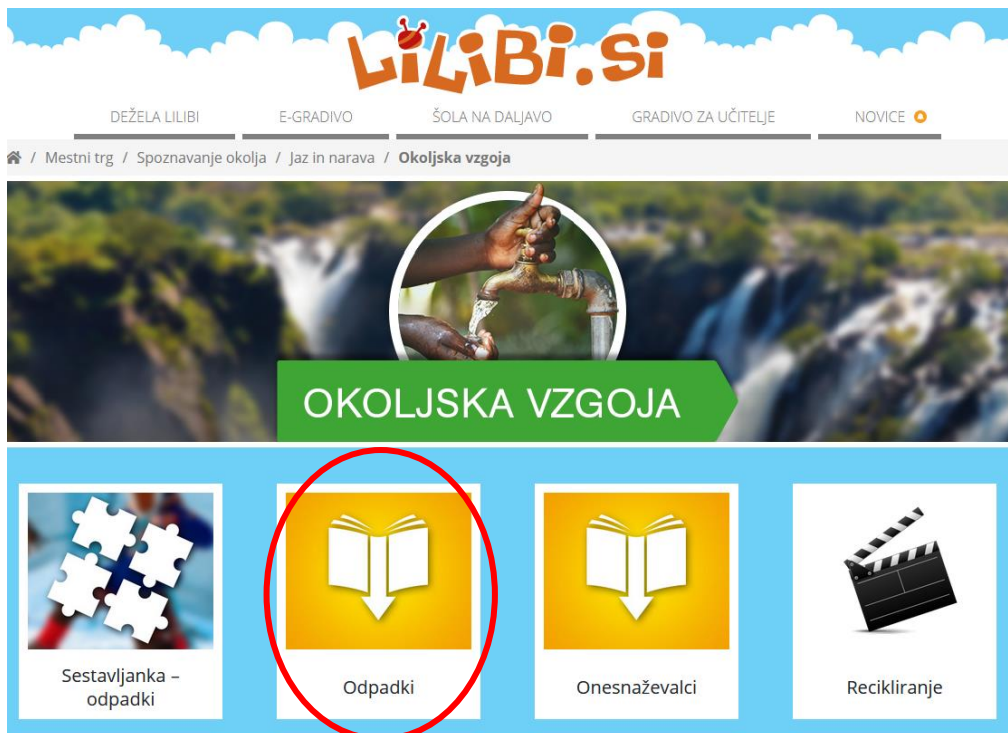 LiLiBi.Si
DEŽELA LILIBI E-GRADIVO ŠOLA NA DALJAVO GRADIVO ZA UČITELJE NOVICE
/ Mestni trg / Spoznavanje okolja / Jaz in narava / Okoljska vzgoja
OKOLJSKA VZGOJA
Sestavljanka –
odpadki
Odpadki
Onesnaževalci
Recikliranje